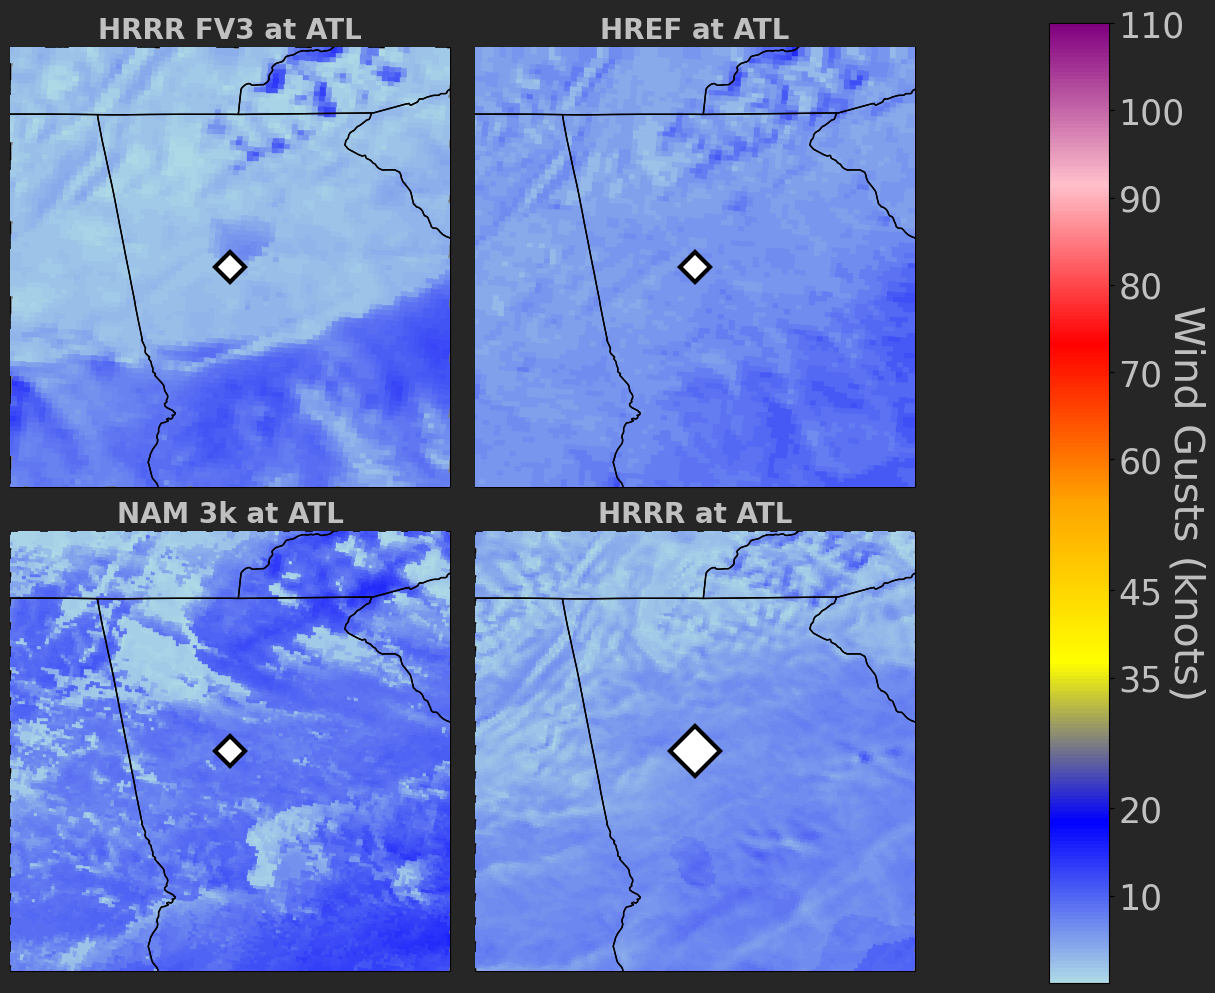 HRRR FV3 at ATL
HREF at ATL
NAM 3k at ATL
HRRR at ATL
110
100
90
80
70
60
45
35
20
10
Wind Gusts (knots)